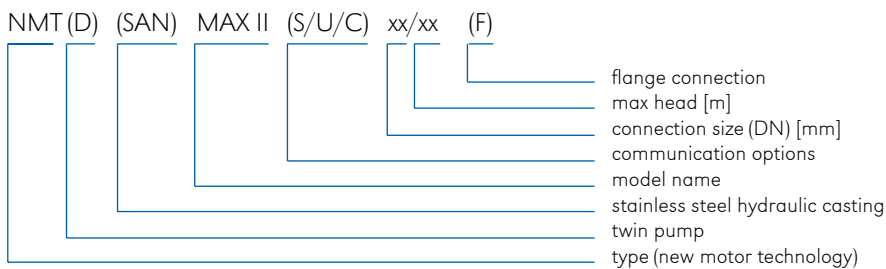 NMT (D) (SAN) MAX II (S/U/C) xx/xx (F)
flange connection
max head [m]
connection size (DN) [mm]
communication options
model name
stainless steel hydraulic casting
twin pump
type (new motor technology)